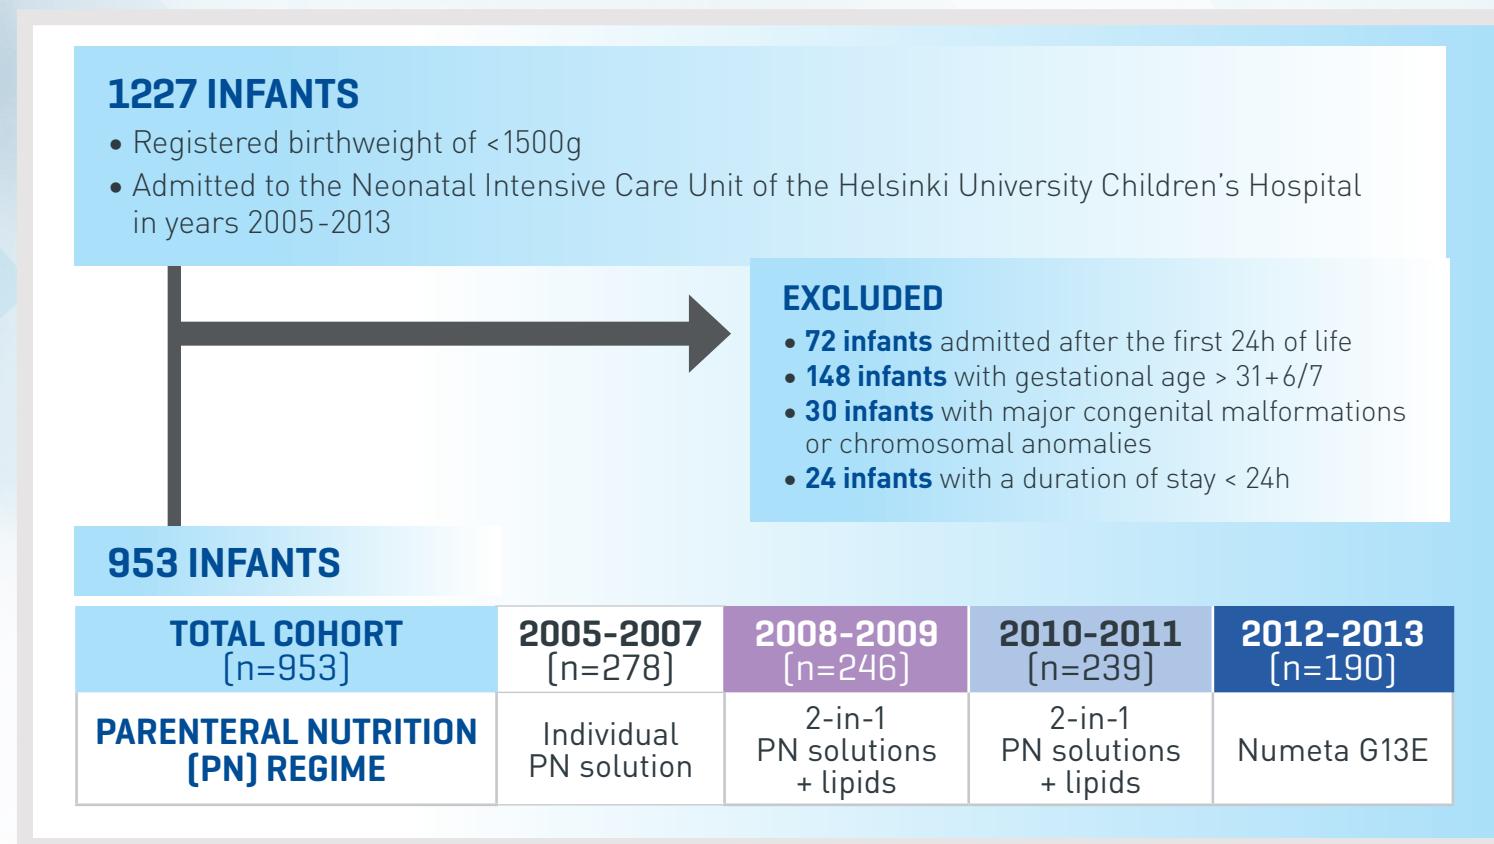 1227 INFANTS
• Registered birthweight of <1500g
• Admitted to the Neonatal Intensive Care Unit of the Helsinki University Children's Hospital
in years 2005-2013
EXCLUDED
• 72 infants admitted after the first 24h of life
• 148 infants with gestational age > 31+6/7
• 30 infants with major congenital malformations
or chromosomal anomalies
• 24 infants with a duration of stay < 24h
953 INFANTS
TOTAL COHORT
(n=953)
2005-2007
(n=278)
2008-2009
(n=246)
2010-2011
(n=239)
2012-2013
(n=190)
PARENTERAL NUTRITION
(PN) REGIME
Individual
PN solution
2-in-1
PN solutions
+ lipids
2-in-1
PN solutions
+ lipids
Numeta G13E